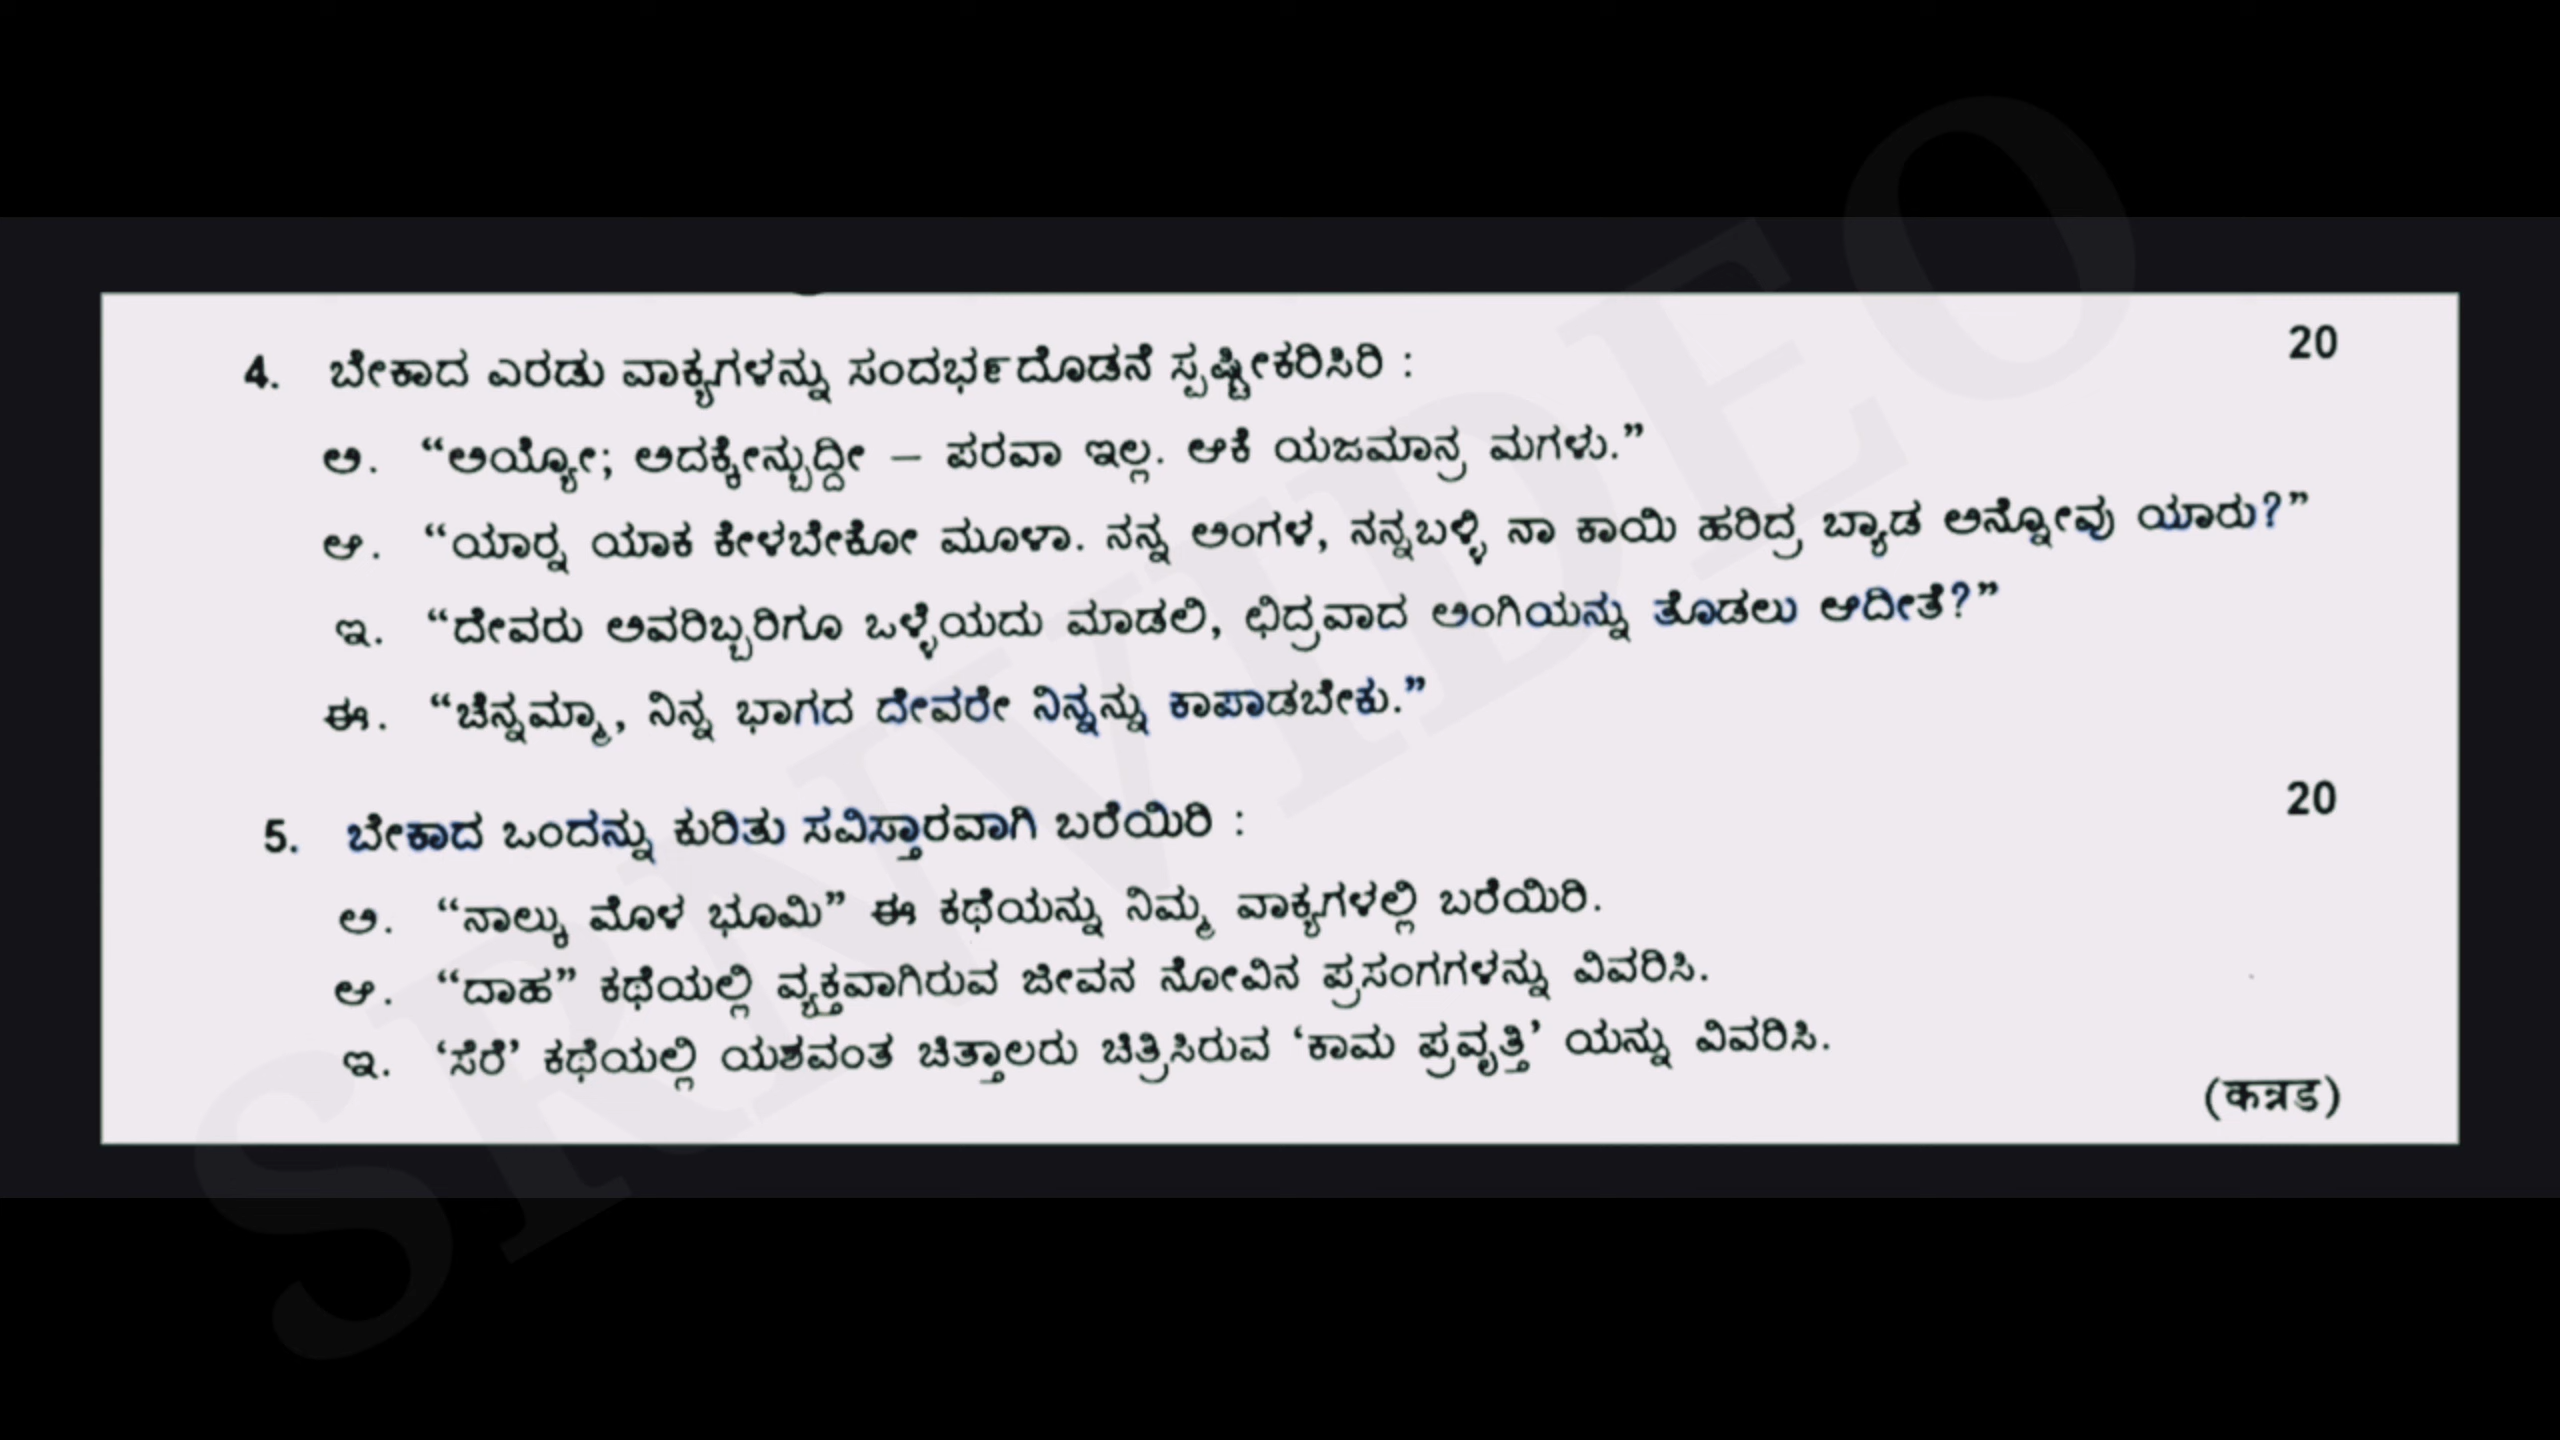 4. ಬೇಕಾದ ಎರಡು ವಾಕ್ಯಗಳನ್ನು ಸಂದರ್ಭದೊಡನೆ ಸ್ಪಷ್ಟೀಕರಿಸಿರಿ : 20
ಅ. “ಅಯ್ಯೋ; ಅದಕ್ಕೇನ್ಬುದ್ದೀ – ಪರವಾ ಇಲ್ಲ. ಆಕೆ ಯಜಮಾನ್ರ ಮಗಳು.”
ಆ. “ಯಾರ‍್ನ ಯಾಕ ಕೇಳಬೇಕೋ ಮೂಳಾ. ನನ್ನ ಅಂಗಳ, ನನ್ನಬಳ್ಳಿ ನಾ ಕಾಯಿ ಹರಿದ್ರ ಬ್ಯಾಡ ಅನ್ನೋವು ಯಾರು?”
ಇ. “ದೇವರು ಅವರಿಬ್ಬರಿಗೂ ಒಳ್ಳೆಯದು ಮಾಡಲಿ, ಛಿದ್ರವಾದ ಅಂಗಿಯನ್ನು ತೊಡಲು ಆದೀತೆ?”
ಈ. “ಚೆನ್ನಮ್ಮಾ, ನಿನ್ನ ಭಾಗದ ದೇವರೇ ನಿನ್ನನ್ನು ಕಾಪಾಡಬೇಕು.”
5. ಬೇಕಾದ ಒಂದನ್ನು ಕುರಿತು ಸವಿಸ್ತಾರವಾಗಿ ಬರೆಯಿರಿ : 20
ಅ. “ನಾಲ್ಕು ಮೊಳ ಭೂಮಿ” ಈ ಕಥೆಯನ್ನು ನಿಮ್ಮ ವಾಕ್ಯಗಳಲ್ಲಿ ಬರೆಯಿರಿ.
ಆ. “ದಾಹ” ಕಥೆಯಲ್ಲಿ ವ್ಯಕ್ತವಾಗಿರುವ ಜೀವನ ನೋವಿನ ಪ್ರಸಂಗಗಳನ್ನು ವಿವರಿಸಿ.
ಇ. ‘ಸೆರೆ’ ಕಥೆಯಲ್ಲಿ ಯಶವಂತ ಚಿತ್ತಾಲರು ಚಿತ್ರಿಸಿರುವ ‘ಕಾಮ ಪ್ರವೃತ್ತಿ’ ಯನ್ನು ವಿವರಿಸಿ.
(कन्नड)
SRNVIDEO